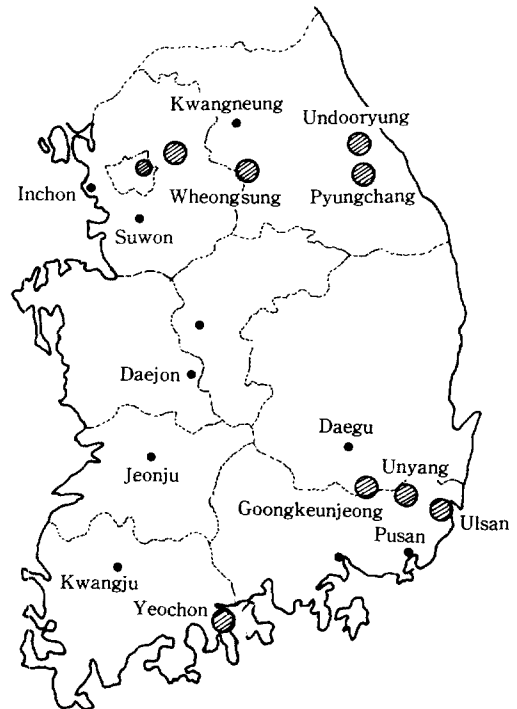 Kwangneung
Undooryung
Inchon
Wheongsung
Pyungchang
Suwon
Daejon
Daegu
Jeonju
Unyang
Goongkeunjeong
Ulsan
Pusan
Kwangju
Yeochon